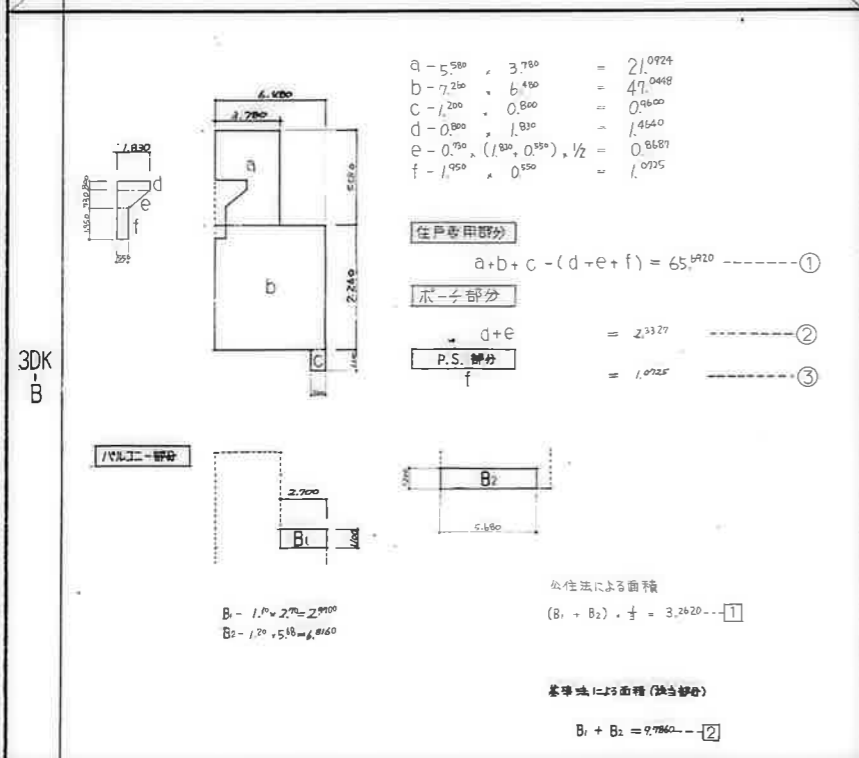 a - 5.580 × 3.780 = 21.0924
b - 7.260 × 6.480 = 47.0448
c - 1.200 × 0.800 = 0.9600
d - 0.800 × 1.830 = 1.4640
e - 0.730 × (1.830 + 0.550) × 1/2 = 0.8687
f - 1.950 × 0.550 = 1.0725
6.480
3.780
1.830
a
d
e
f
5.580
住戸専用部分
a+b+c-(d+e+f) = 65.6920 ------- ①
ポーチ部分
b
7.260
d+e = 2.3327 -------- ②
P.S. 部分
f = 1.0725 -------- ③
c
3DK
-
B
バルコニー部分
2.700
B1
1.100
B2
1.200
5.680
B1 - 1.10 × 2.70 = 2.9700
B2 - 1.20 × 5.68 = 6.8160
公住法による面積
(B1 + B2) × 1/3 = 3.2620 --- 1
基準法による面積 (該当部分)
B1 + B2 = 9.7860 --- 2